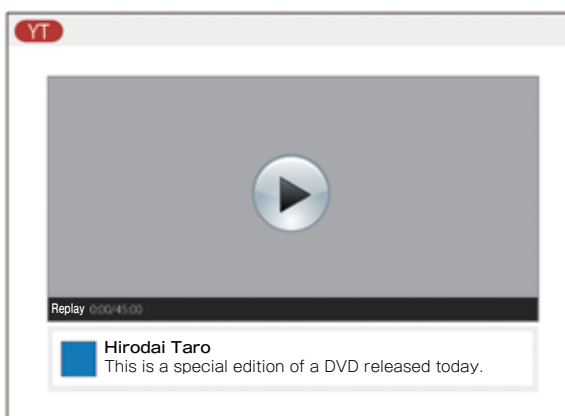 YT
Replay 0:00/45:00
Hirodai Taro
This is a special edition of a DVD released today.